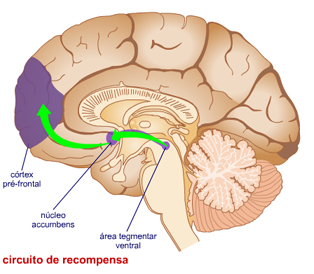 córtex
pré-frontal
núcleo
accumbens
área tegmentar
ventral
circuito de recompensa